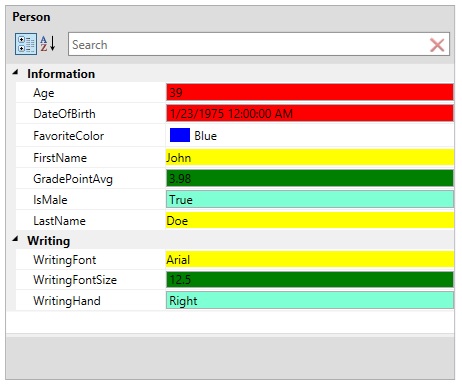 Person
A Z Search
Information
Age 39
DateOfBirth 1/23/1975 12:00:00 AM
FavoriteColor Blue
FirstName John
GradePointAvg 3.98
IsMale True
LastName Doe
Writing
WritingFont Arial
WritingFontSize 12.5
WritingHand Right